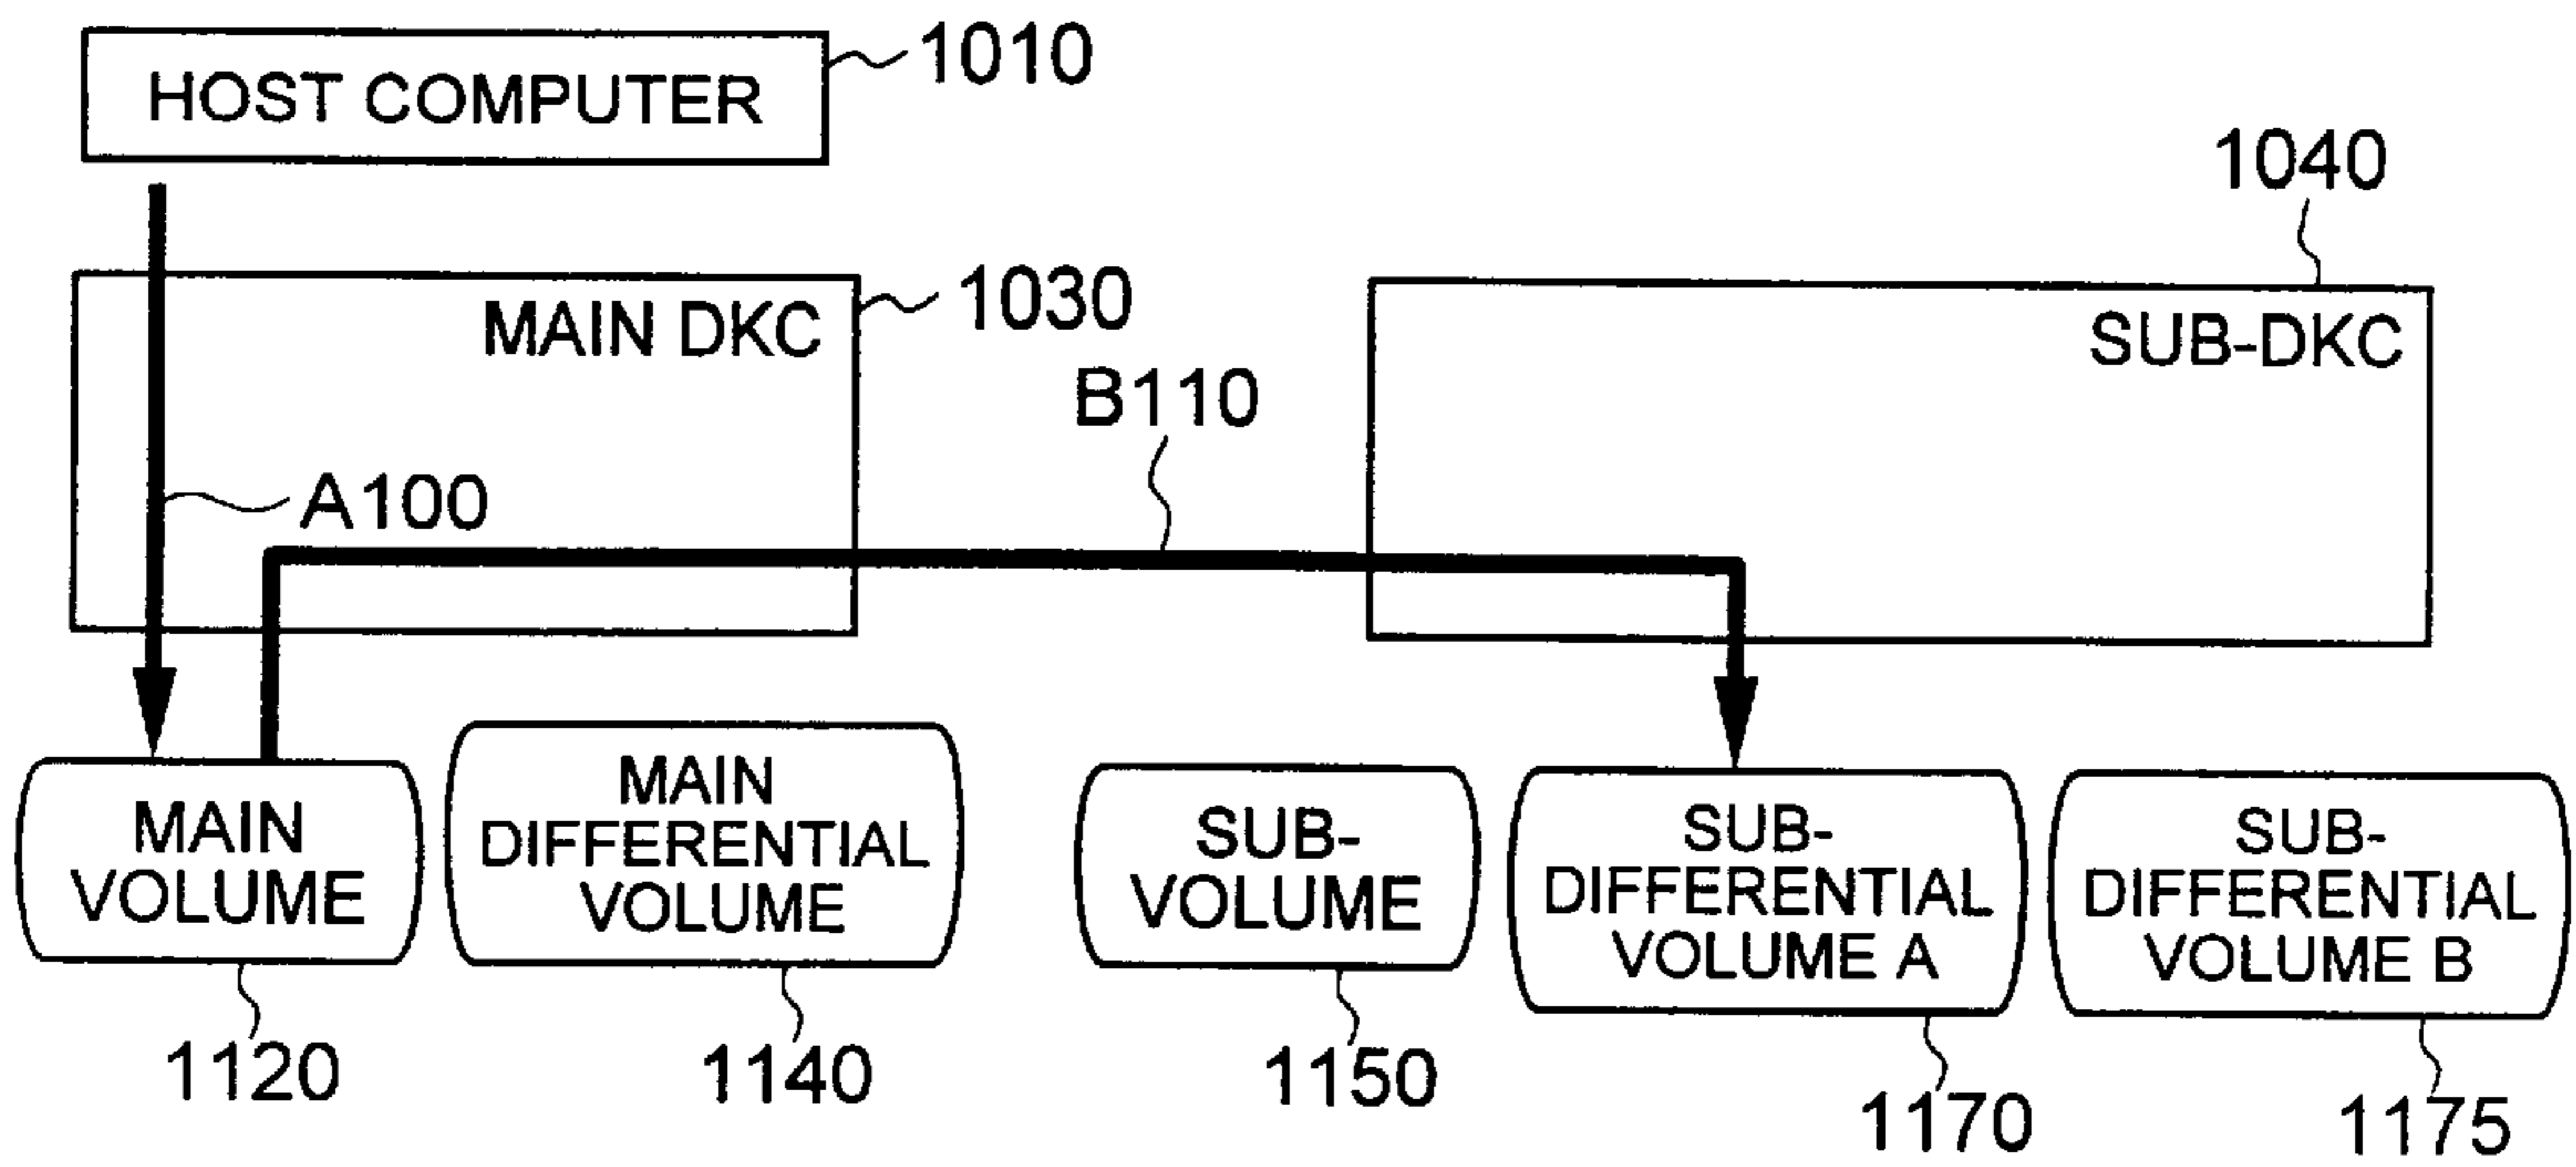 HOST COMPUTER
1010
1040
MAIN DKC
1030
SUB-DKC
B110
A100
MAIN
VOLUME
MAIN
DIFFERENTIAL
VOLUME
SUB-
VOLUME
SUB-
DIFFERENTIAL
VOLUME A
SUB-
DIFFERENTIAL
VOLUME B
1120
1140
1150
1170
1175